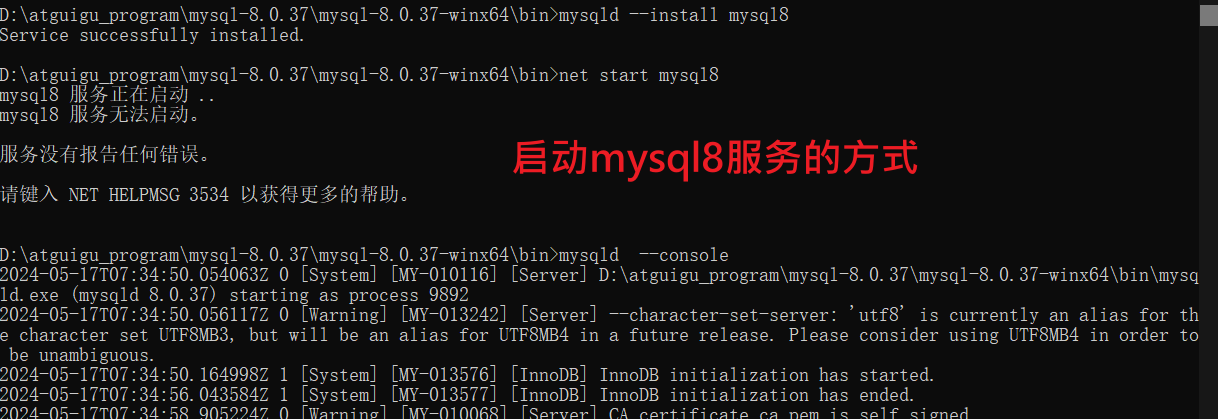 D:\atguigu_program\mysql-8.0.37\mysql-8.0.37-winx64\bin>mysqld --install mysql8
Service successfully installed.
D:\atguigu_program\mysql-8.0.37\mysql-8.0.37-winx64\bin>net start mysql8
mysql8 服务正在启动 ..
mysql8 服务无法启动。
服务没有报告任何错误。
启动mysql8服务的方式
请键入 NET HELPMSG 3534 以获得更多的帮助。
D:\atguigu_program\mysql-8.0.37\mysql-8.0.37-winx64\bin>mysqld  --console
2024-05-17T07:34:50.054063Z 0 [System] [MY-010116] [Server] D:\atguigu_program\mysql-8.0.37\mysql-8.0.37-winx64\bin\mysq
ld.exe (mysqld 8.0.37) starting as process 9892
2024-05-17T07:34:50.056117Z 0 [Warning] [MY-013242] [Server] --character-set-server: 'utf8' is currently an alias for th
e character set UTF8MB3, but will be an alias for UTF8MB4 in a future release. Please consider using UTF8MB4 in order to
 be unambiguous.
2024-05-17T07:34:50.164998Z 1 [System] [MY-013576] [InnoDB] InnoDB initialization has started.
2024-05-17T07:34:56.043584Z 1 [System] [MY-013577] [InnoDB] InnoDB initialization has ended.
2024-05-17T07:34:58.905224Z 0 [Warning] [MY-010068] [Server] CA certificate ca.pem is self signed